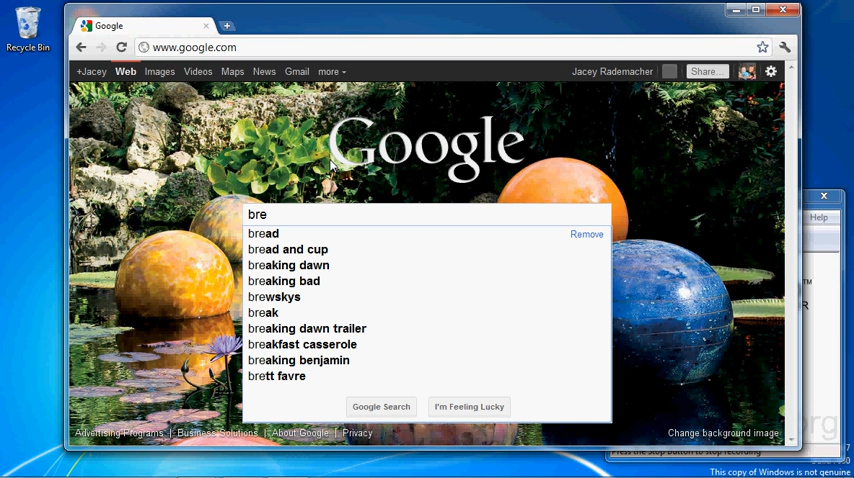 Recycle Bin
Google
www.google.com
+Jacey Web Images Videos Maps News Gmail more
Jacey Rademacher Share...
Google
bre
bread
Remove
bread and cup
breaking dawn
breaking bad
brewskys
break
breaking dawn trailer
breakfast casserole
breaking benjamin
brett favre
Google Search I'm Feeling Lucky
Advertising Programs | Business Solutions | About Google | Privacy
Change background image
Help
TM
R
org
Press the Stop button to stop recording
7
This copy of Windows is not genuine